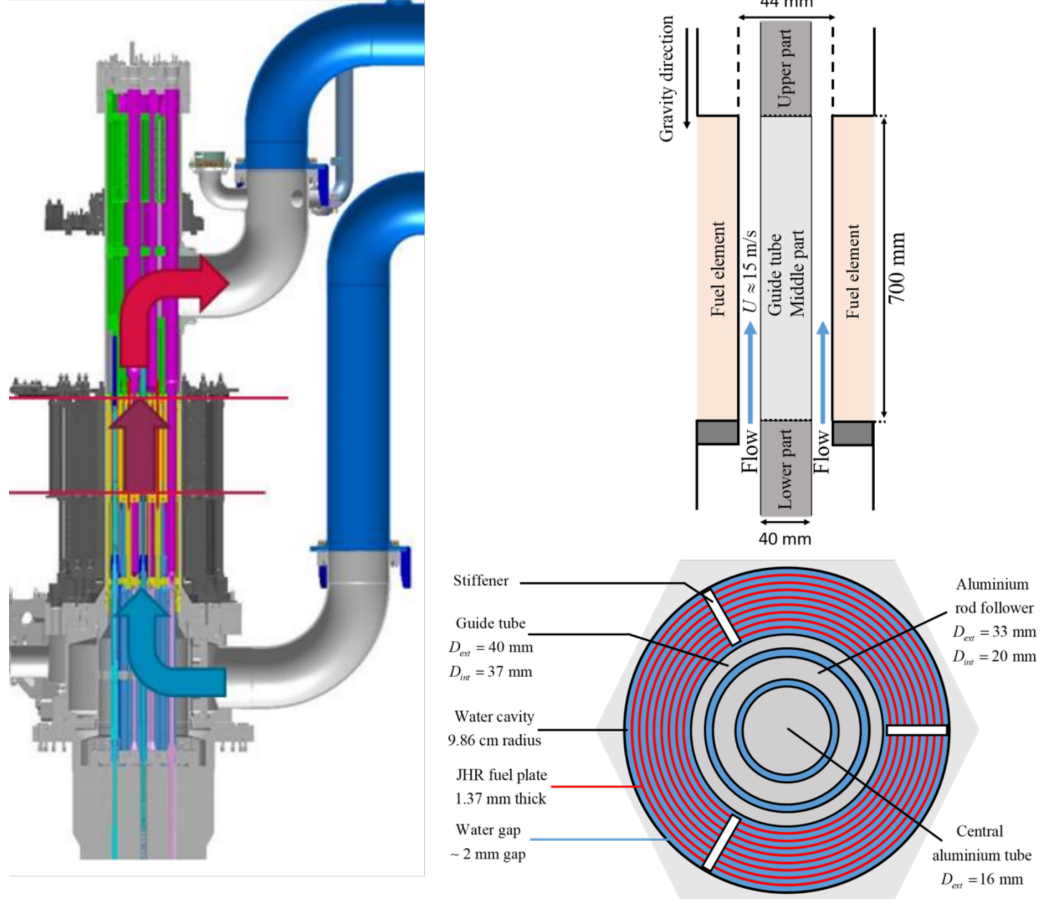 44 mm
Gravity direction
Upper part
Fuel element
U ≈ 15 m/s
Guide tube
Middle part
Fuel element
700 mm
Flow
Lower part
Flow
40 mm
Stiffener
Guide tube
D_ext = 40 mm
D_int = 37 mm
Water cavity
9.86 cm radius
JHR fuel plate
1.37 mm thick
Water gap
~ 2 mm gap
Aluminium
rod follower
D_ext = 33 mm
D_int = 20 mm
Central
aluminium tube
D_ext = 16 mm